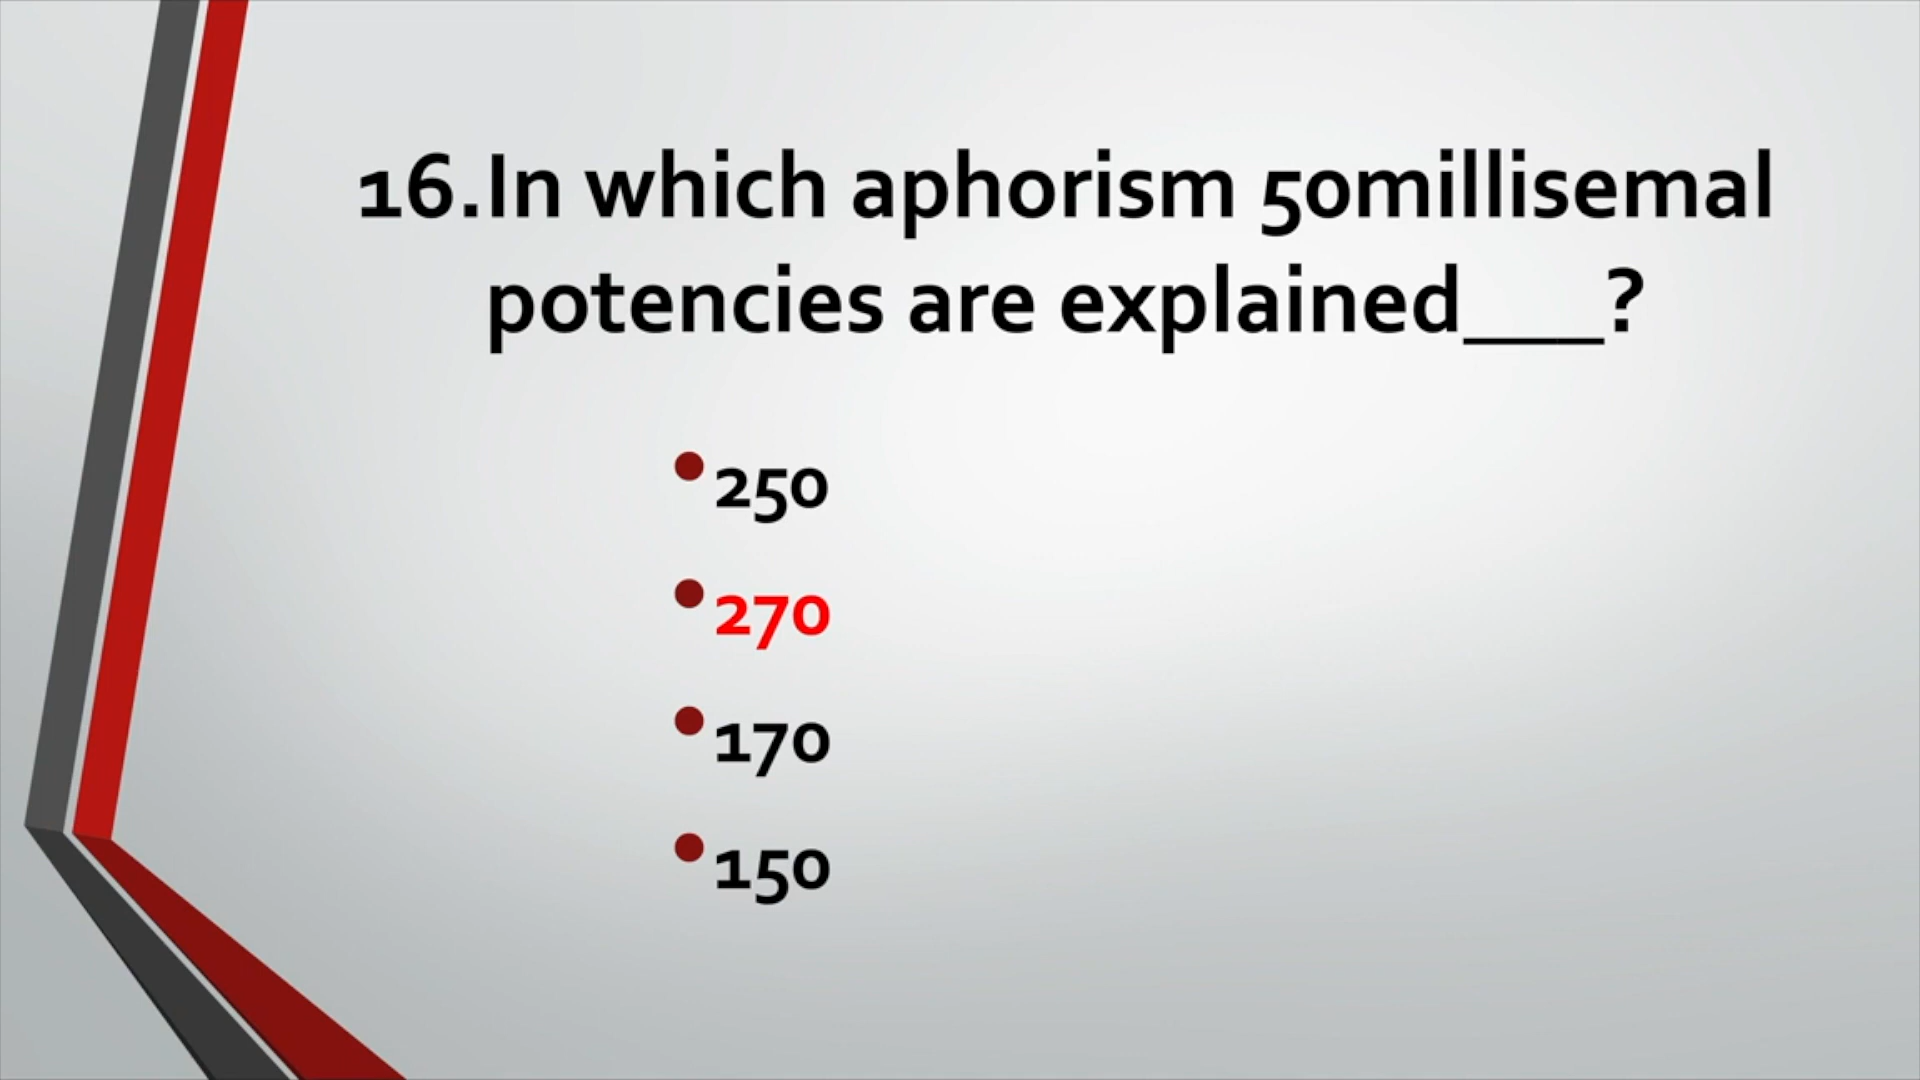 16.In which aphorism 50millisemal
potencies are explained___?
•250
•270
•170
•150